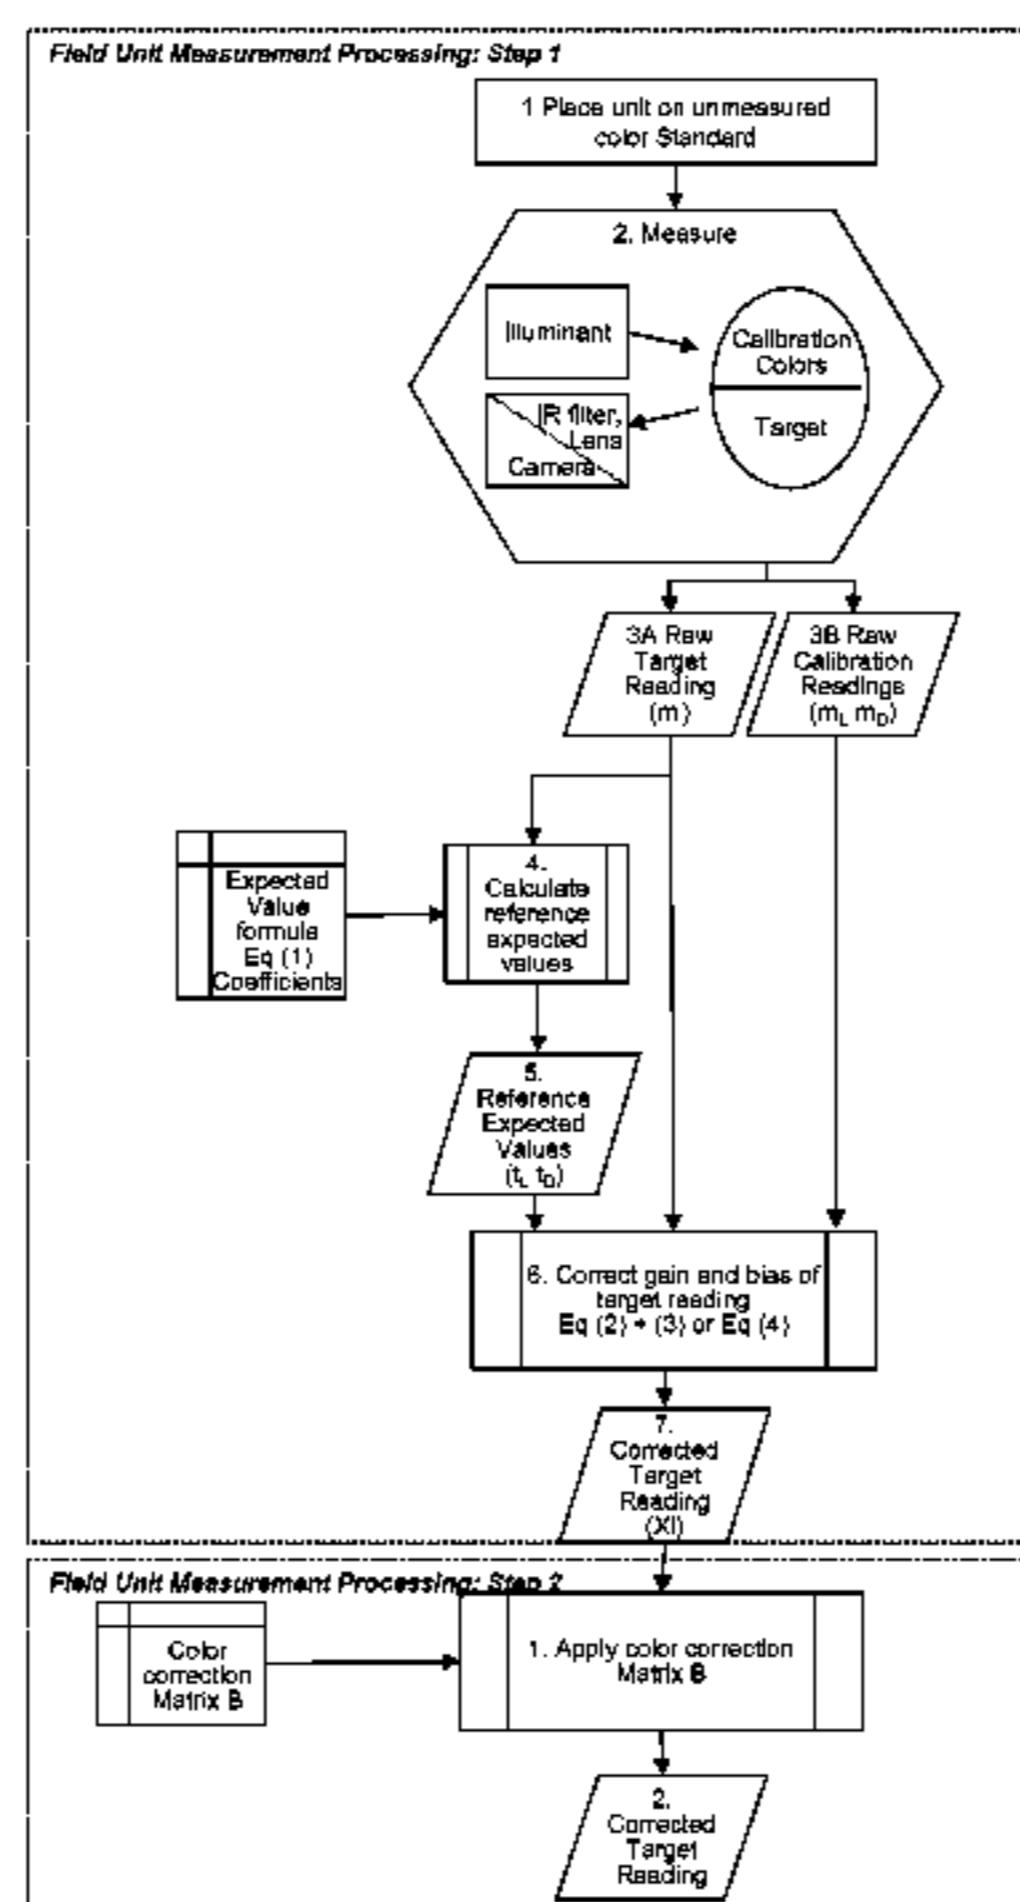 Field Unit Measurement Processing: Step 1
1 Place unit on unmeasured
color Standard
2. Measure
Illuminant
Calibration
Colors
IR filter,
Lens
Camera
Target
3A Raw
Target
Reading
(m)
3B Raw
Calibration
Readings
(mL mD)
Expected
Value
formula
Eq (1)
Coefficients
4.
Calculate
reference
expected
values
5.
Reference
Expected
Values
(tL tD)
6. Correct gain and bias of
target reading
Eq (2) + (3) or Eq (4)
7.
Corrected
Target
Reading
(XI)
Field Unit Measurement Processing: Step 2
Color
correction
Matrix B
1. Apply color correction
Matrix B
2.
Corrected
Target
Reading